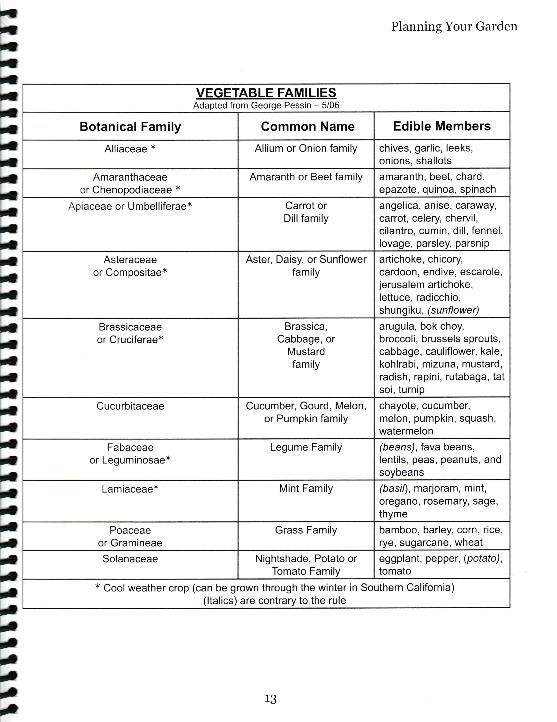 Planning Your Garden
VEGETABLE FAMILIES
Adapted from George Pessin – 5/06
Botanical Family
Common Name
Edible Members
Alliaceae *
Allium or Onion family
chives, garlic, leeks,
onions, shallots
Amaranthaceae
or Chenopodiaceae *
Amaranth or Beet family
amaranth, beet, chard,
epazote, quinoa, spinach
Apiaceae or Umbelliferae*
Carrot or
Dill family
angelica, anise, caraway,
carrot, celery, chervil,
cilantro, cumin, dill, fennel,
lovage, parsley, parsnip
Asteraceae
or Compositae*
Aster, Daisy, or Sunflower
family
artichoke, chicory,
cardoon, endive, escarole,
jerusalem artichoke,
lettuce, radicchio,
shungiku, (sunflower)
Brassicaceae
or Cruciferae*
Brassica,
Cabbage, or
Mustard
family
arugula, bok choy,
broccoli, brussels sprouts,
cabbage, cauliflower, kale,
kohlrabi, mizuna, mustard,
radish, rapini, rutabaga, tat
soi, turnip
Cucurbitaceae
Cucumber, Gourd, Melon,
or Pumpkin family
chayote, cucumber,
melon, pumpkin, squash,
watermelon
Fabaceae
or Leguminosae*
Legume Family
(beans), fava beans,
lentils, peas, peanuts, and
soybeans
Lamiaceae*
Mint Family
(basil), marjoram, mint,
oregano, rosemary, sage,
thyme
Poaceae
or Gramineae
Grass Family
bamboo, barley, corn, rice,
rye, sugarcane, wheat
Solanaceae
Nightshade, Potato or
Tomato Family
eggplant, pepper, (potato),
tomato
* Cool weather crop (can be grown through the winter in Southern California)
(Italics) are contrary to the rule
13